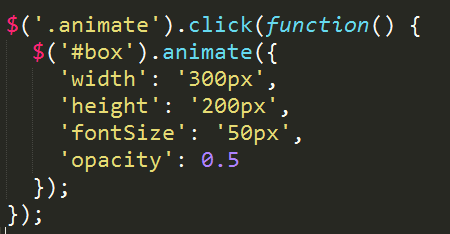 $('.animate').click(function() {
  $('#box').animate({
    'width': '300px',
    'height': '200px',
    'fontSize': '50px',
    'opacity': 0.5
  });
});